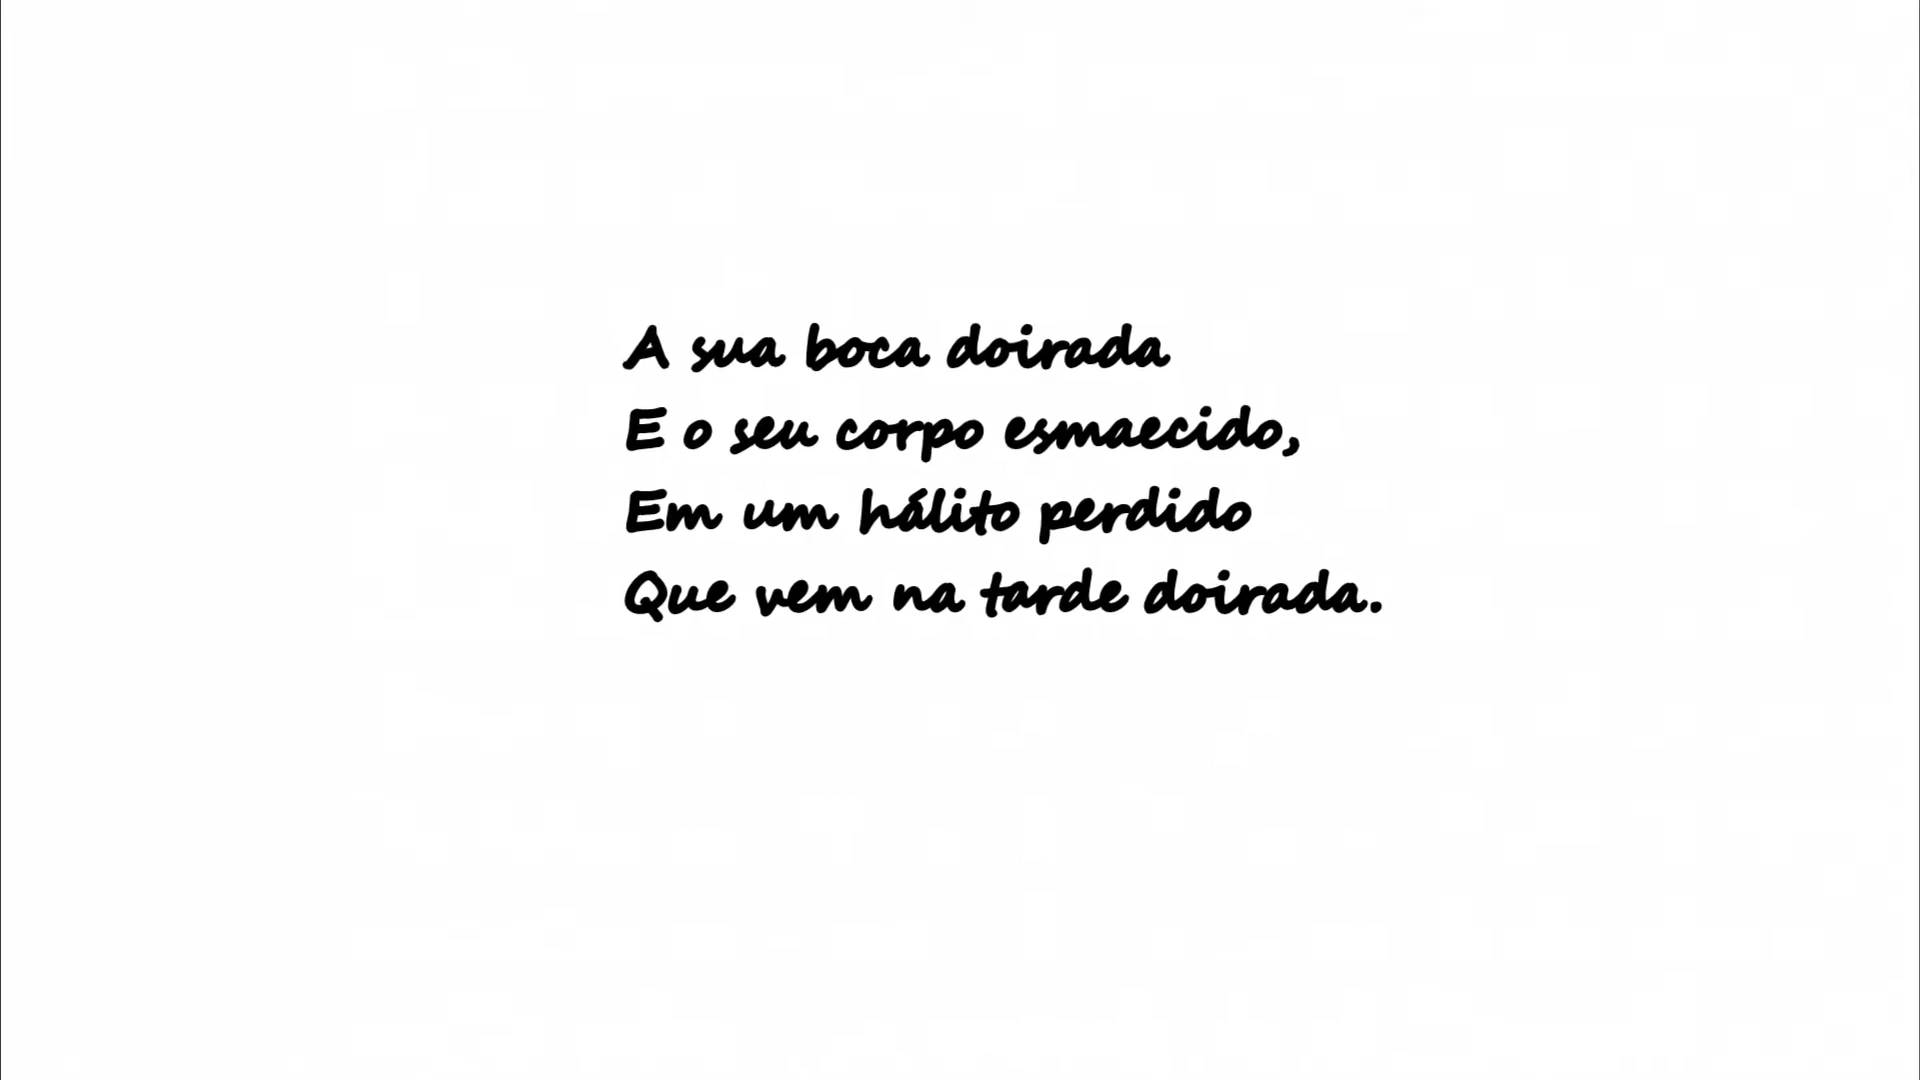 A sua boca doirada
E o seu corpo esmaecido,
Em um hálito perdido
Que vem na tarde doirada.